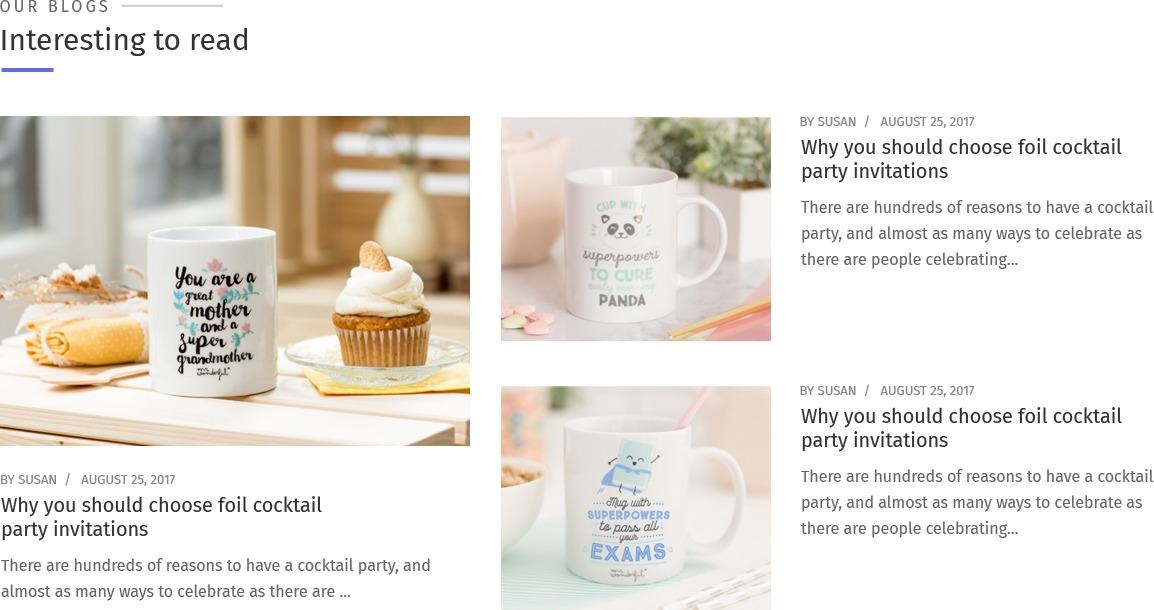 OUR BLOGS
Interesting to read
You are a
great
mother
and a
super
grandmother
mr.
wonderful*
BY SUSAN / AUGUST 25, 2017
Why you should choose foil cocktail
party invitations
There are hundreds of reasons to have a cocktail party, and
almost as many ways to celebrate as there are ...
CUP WITH
superpowers
TO CURE
early morning
PANDA
BY SUSAN / AUGUST 25, 2017
Why you should choose foil cocktail
party invitations
There are hundreds of reasons to have a cocktail
party, and almost as many ways to celebrate as
there are people celebrating...
Mug with
SUPERPOWERS
to pass all
your
EXAMS
mr.
wonderful*
BY SUSAN / AUGUST 25, 2017
Why you should choose foil cocktail
party invitations
There are hundreds of reasons to have a cocktail
party, and almost as many ways to celebrate as
there are people celebrating...